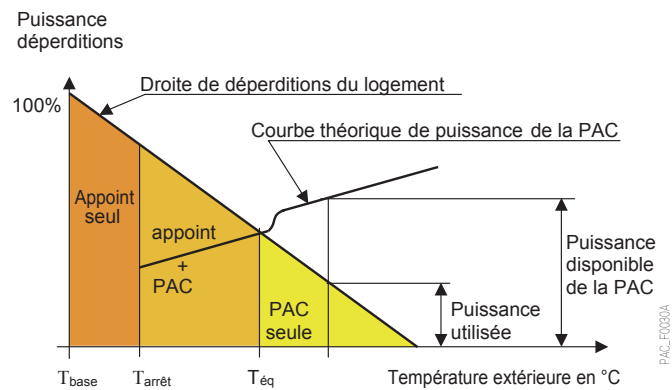 Puissance
déperditions
100%
Droite de déperditions du logement
Courbe théorique de puissance de la PAC
Appoint
seul
appoint
+
PAC
PAC
seule
Puissance
utilisée
Puissance
disponible
de la PAC
Tbase
Tarrêt
Téq
Température extérieure en °C
PAC_F0030A